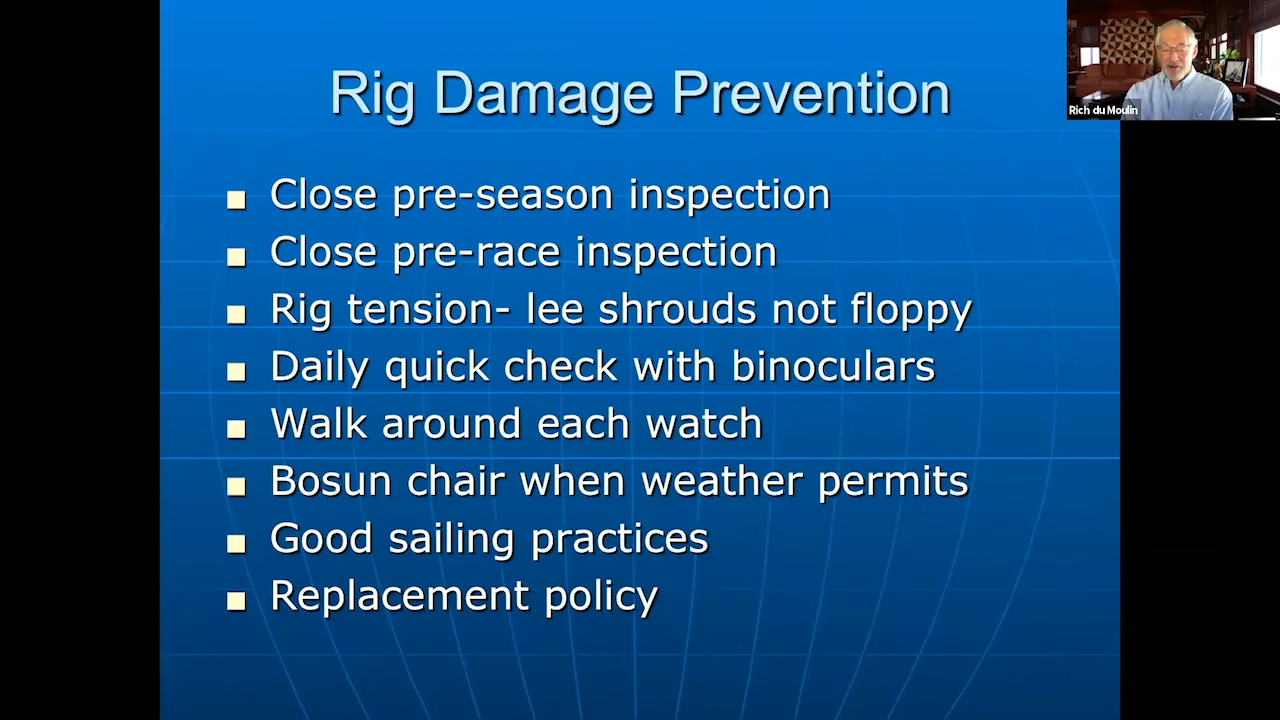 Rig Damage Prevention
Close pre-season inspection
Close pre-race inspection
Rig tension- lee shrouds not floppy
Daily quick check with binoculars
Walk around each watch
Bosun chair when weather permits
Good sailing practices
Replacement policy
Rich du Moulin